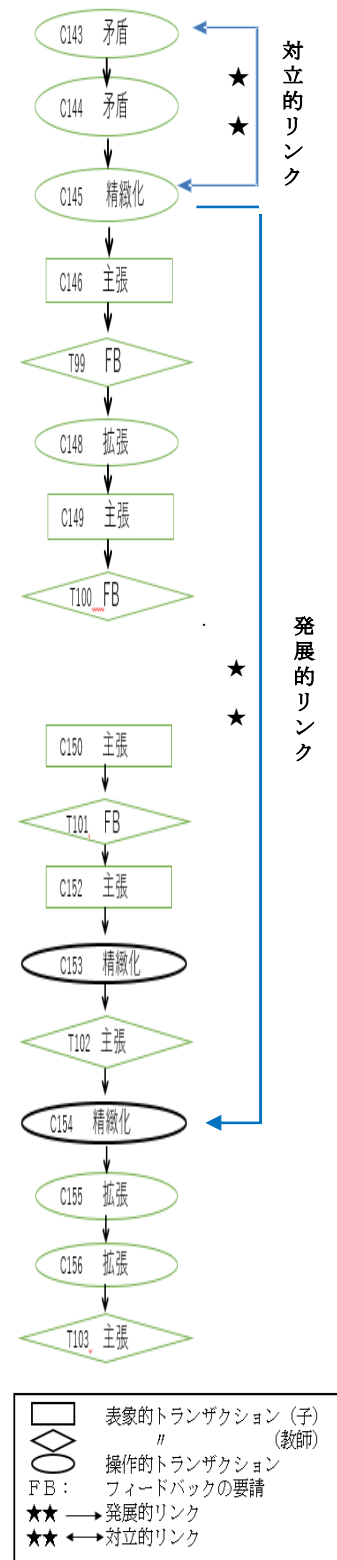 C143 矛盾
★
対立的リンク
C144 矛盾
★
C145 精緻化
C146 主張
T99 FB
C148 拡張
C149 主張
T100 FB
.
発展的リンク
★
★
C150 主張
T101 FB
C152 主張
C153 精緻化
T102 主張
C154 精緻化
C155 拡張
C156 拡張
T103 主張
表象的トランザクション（子）
〃 （教師）
操作的トランザクション
ＦＢ： フィードバックの要請
★★ → 発展的リンク
★★ ↔ 対立的リンク